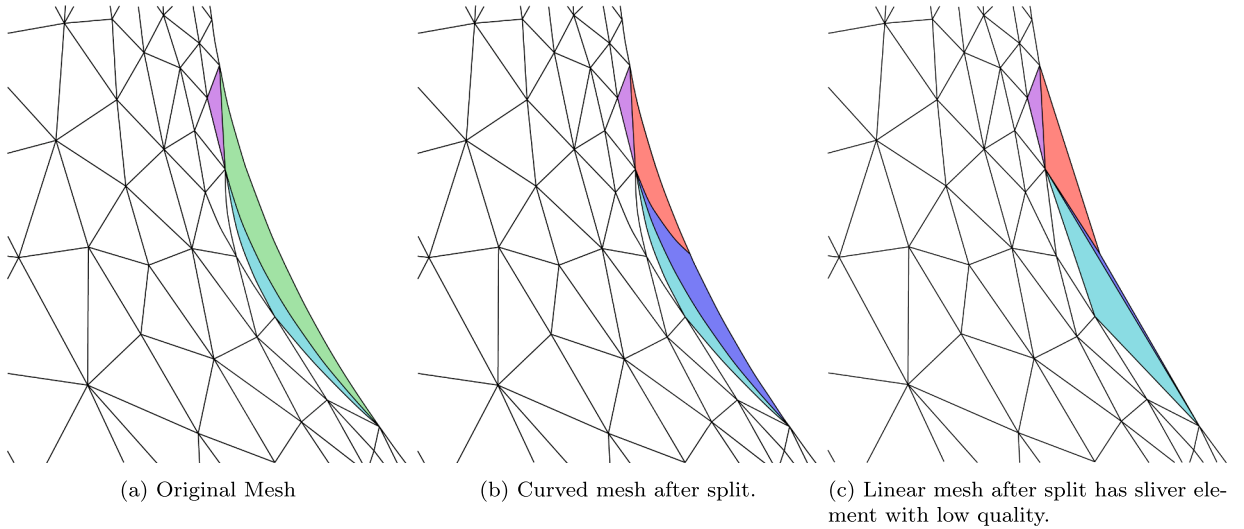 (a) Original Mesh
(b) Curved mesh after split.
(c) Linear mesh after split has sliver ele-
ment with low quality.